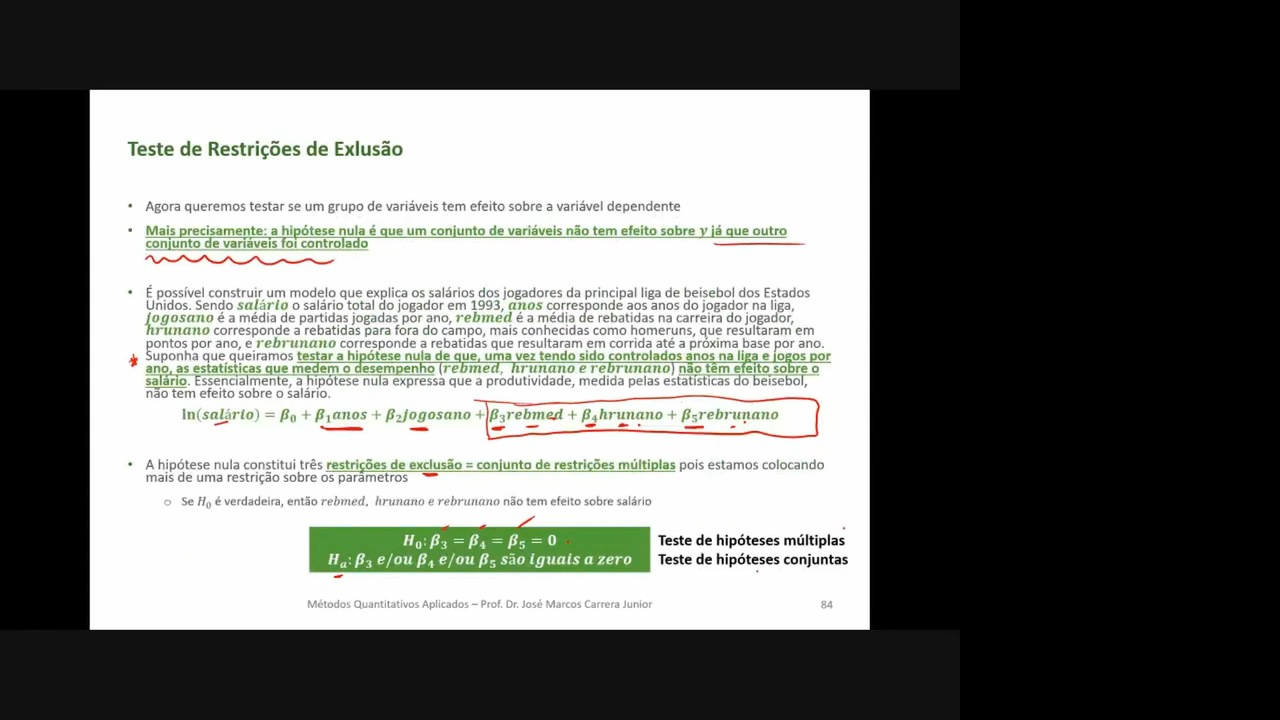 Teste de Restrições de Exlusão
• Agora queremos testar se um grupo de variáveis tem efeito sobre a variável dependente
• Mais precisamente: a hipótese nula é que um conjunto de variáveis não tem efeito sobre y já que outro
conjunto de variáveis foi controlado
• É possível construir um modelo que explica os salários dos jogadores da principal liga de beisebol dos Estados
Unidos. Sendo salário o salário total do jogador em 1993, anos corresponde aos anos do jogador na liga,
jogosano é a média de partidas jogadas por ano, rebmed é a média de rebatidas na carreira do jogador,
hrunano corresponde a rebatidas para fora do campo, mais conhecidas como homeruns, que resultaram em
pontos por ano, e rebrunano corresponde a rebatidas que resultaram em corrida até a próxima base por ano.
Suponha que queiramos testar a hipótese nula de que, uma vez tendo sido controlados anos na liga e jogos por
ano, as estatísticas que medem o desempenho (rebmed, hrunano e rebrunano) não têm efeito sobre o
salário. Essencialmente, a hipótese nula expressa que a produtividade, medida pelas estatísticas do beisebol,
não tem efeito sobre o salário.
ln(salário) = β₀ + β₁anos + β₂jogosano + β₃rebmed + β₄hrunano + β₅rebrunano
• A hipótese nula constitui três restrições de exclusão = conjunto de restrições múltiplas pois estamos colocando
mais de uma restrição sobre os parâmetros
○ Se H₀ é verdadeira, então rebmed, hrunano e rebrunano não tem efeito sobre salário
H₀: β₃ = β₄ = β₅ = 0 Teste de hipóteses múltiplas
Hₐ: β₃ e/ou β₄ e/ou β₅ são iguais a zero Teste de hipóteses conjuntas
Métodos Quantitativos Aplicados – Prof. Dr. José Marcos Carrera Junior 84